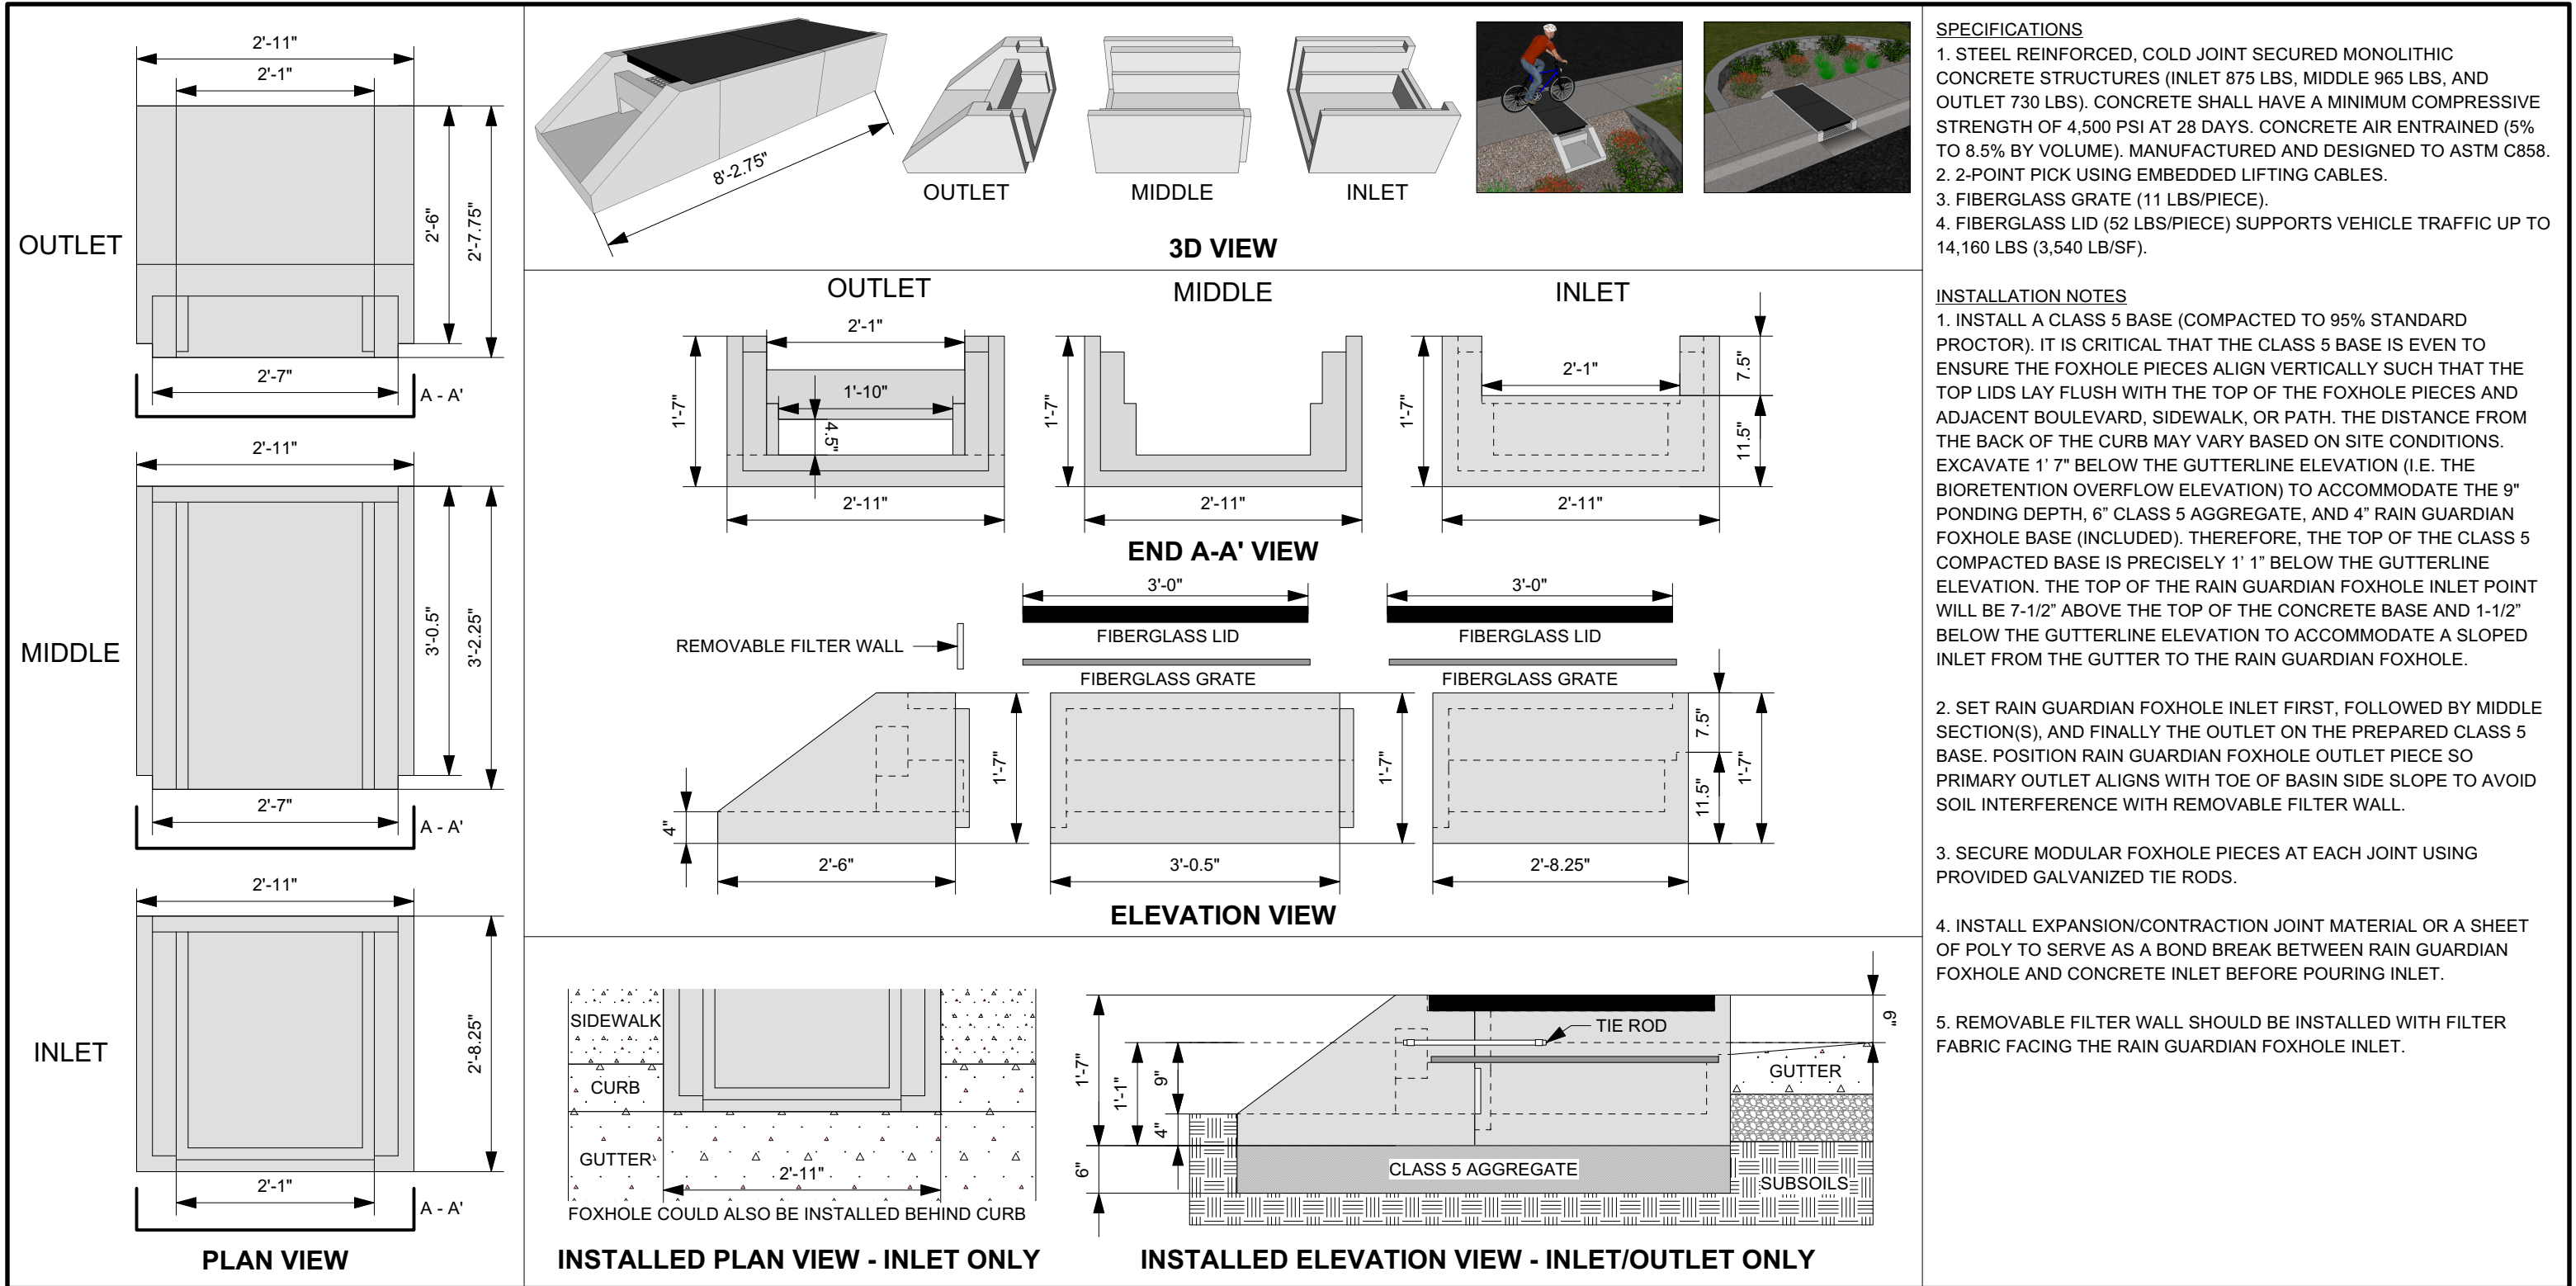 2'-11"
2'-1"
OUTLET
2'-6"
2'-7.75"
2'-7"
A - A'
2'-11"
MIDDLE
3'-0.5"
3'-2.25"
2'-7"
A - A'
2'-11"
INLET
2'-8.25"
2'-1"
A - A'
PLAN VIEW
8'-2.75"
OUTLET
MIDDLE
INLET
3D VIEW
OUTLET
MIDDLE
INLET
2'-1"
1'-10"
4.5"
1'-7"
2'-11"
1'-7"
2'-11"
2'-1"
7.5"
1'-7"
11.5"
2'-11"
END A-A' VIEW
3'-0"
3'-0"
REMOVABLE FILTER WALL
FIBERGLASS LID
FIBERGLASS LID
FIBERGLASS GRATE
FIBERGLASS GRATE
4"
1'-7"
2'-6"
1'-7"
3'-0.5"
7.5"
11.5"
1'-7"
2'-8.25"
ELEVATION VIEW
SIDEWALK
CURB
GUTTER
2'-11"
FOXHOLE COULD ALSO BE INSTALLED BEHIND CURB
INSTALLED PLAN VIEW - INLET ONLY
TIE ROD
6"
1'-7"
1'-1"
9"
4"
6"
GUTTER
CLASS 5 AGGREGATE
SUBSOILS
INSTALLED ELEVATION VIEW - INLET/OUTLET ONLY
SPECIFICATIONS
1. STEEL REINFORCED, COLD JOINT SECURED MONOLITHIC
CONCRETE STRUCTURES (INLET 875 LBS, MIDDLE 965 LBS, AND
OUTLET 730 LBS). CONCRETE SHALL HAVE A MINIMUM COMPRESSIVE
STRENGTH OF 4,500 PSI AT 28 DAYS. CONCRETE AIR ENTRAINED (5%
TO 8.5% BY VOLUME). MANUFACTURED AND DESIGNED TO ASTM C858.
2. 2-POINT PICK USING EMBEDDED LIFTING CABLES.
3. FIBERGLASS GRATE (11 LBS/PIECE).
4. FIBERGLASS LID (52 LBS/PIECE) SUPPORTS VEHICLE TRAFFIC UP TO
14,160 LBS (3,540 LB/SF).
INSTALLATION NOTES
1. INSTALL A CLASS 5 BASE (COMPACTED TO 95% STANDARD
PROCTOR). IT IS CRITICAL THAT THE CLASS 5 BASE IS EVEN TO
ENSURE THE FOXHOLE PIECES ALIGN VERTICALLY SUCH THAT THE
TOP LIDS LAY FLUSH WITH THE TOP OF THE FOXHOLE PIECES AND
ADJACENT BOULEVARD, SIDEWALK, OR PATH. THE DISTANCE FROM
THE BACK OF THE CURB MAY VARY BASED ON SITE CONDITIONS.
EXCAVATE 1' 7" BELOW THE GUTTERLINE ELEVATION (I.E. THE
BIORETENTION OVERFLOW ELEVATION) TO ACCOMMODATE THE 9"
PONDING DEPTH, 6” CLASS 5 AGGREGATE, AND 4” RAIN GUARDIAN
FOXHOLE BASE (INCLUDED). THEREFORE, THE TOP OF THE CLASS 5
COMPACTED BASE IS PRECISELY 1’ 1” BELOW THE GUTTERLINE
ELEVATION. THE TOP OF THE RAIN GUARDIAN FOXHOLE INLET POINT
WILL BE 7-1/2” ABOVE THE TOP OF THE CONCRETE BASE AND 1-1/2”
BELOW THE GUTTERLINE ELEVATION TO ACCOMMODATE A SLOPED
INLET FROM THE GUTTER TO THE RAIN GUARDIAN FOXHOLE.
2. SET RAIN GUARDIAN FOXHOLE INLET FIRST, FOLLOWED BY MIDDLE
SECTION(S), AND FINALLY THE OUTLET ON THE PREPARED CLASS 5
BASE. POSITION RAIN GUARDIAN FOXHOLE OUTLET PIECE SO
PRIMARY OUTLET ALIGNS WITH TOE OF BASIN SIDE SLOPE TO AVOID
SOIL INTERFERENCE WITH REMOVABLE FILTER WALL.
3. SECURE MODULAR FOXHOLE PIECES AT EACH JOINT USING
PROVIDED GALVANIZED TIE RODS.
4. INSTALL EXPANSION/CONTRACTION JOINT MATERIAL OR A SHEET
OF POLY TO SERVE AS A BOND BREAK BETWEEN RAIN GUARDIAN
FOXHOLE AND CONCRETE INLET BEFORE POURING INLET.
5. REMOVABLE FILTER WALL SHOULD BE INSTALLED WITH FILTER
FABRIC FACING THE RAIN GUARDIAN FOXHOLE INLET.